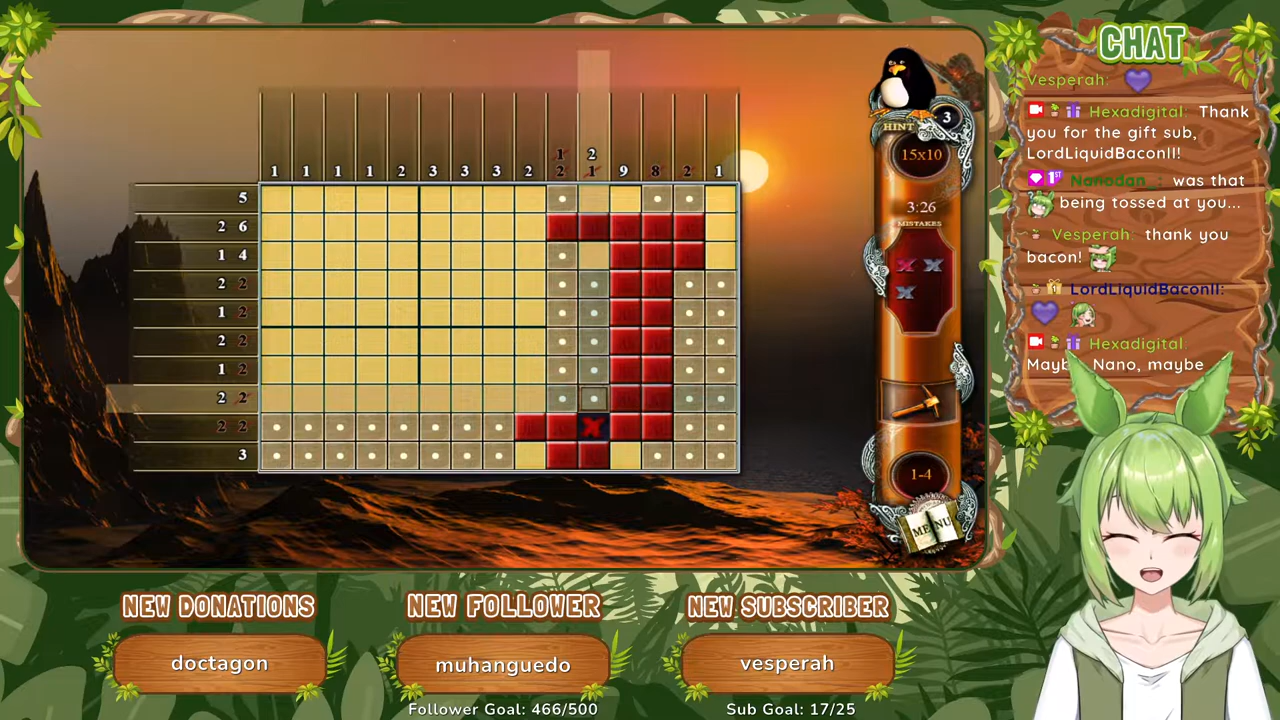 CHAT
Vesperah:
Hexadigital: Thank
you for the gift sub,
LordLiquidBaconII!
Nanodan_: was that
being tossed at you...
Vesperah: thank you
bacon!
LordLiquidBaconII:
Hexadigital:
Mayb Nano, maybe
HINT 3
15x10
3:26
MISTAKES
1-4
MENU
1 2
1 1 1 1 2 3 3 3 2 2 1 9 8 2 1
5
2 6
1 4
2 2
1 2
2 2
1 2
2 2
2 2
3
NEW DONATIONS
doctagon
NEW FOLLOWER
muhanguedo
Follower Goal: 466/500
NEW SUBSCRIBER
vesperah
Sub Goal: 17/25